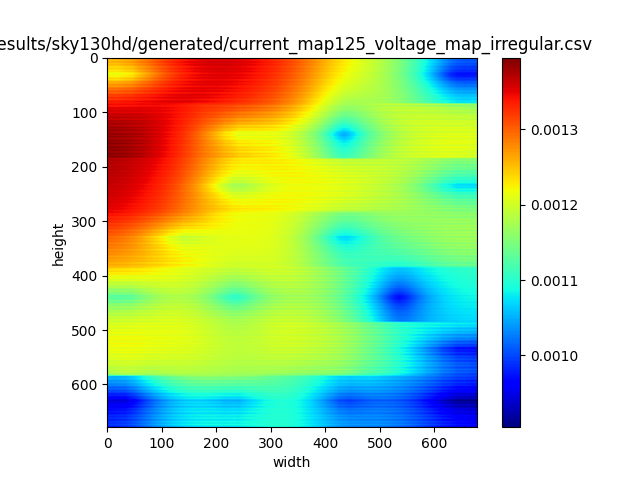 esults/sky130hd/generated/current_map125_voltage_map_irregular.csv
0
100
200
300
400
500
600
height
0 100 200 300 400 500 600
width
0.0013
0.0012
0.0011
0.0010